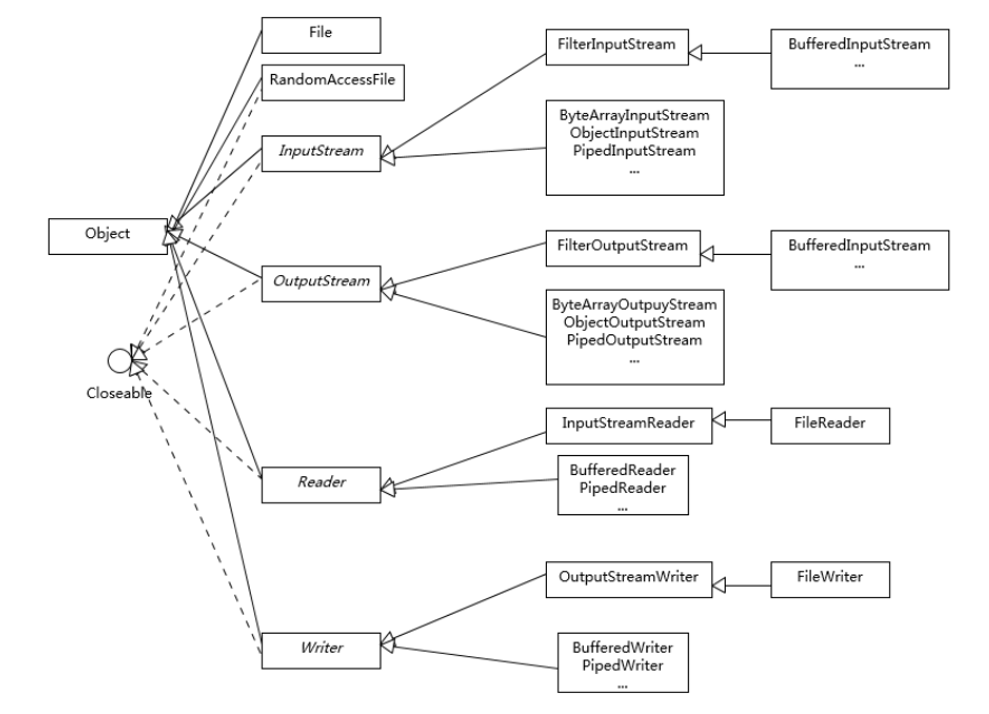 File
RandomAccessFile
InputStream
Object
OutputStream
Closeable
Reader
Writer
FilterInputStream
BufferedInputStream
...
ByteArrayInputStream
ObjectInputStream
PipedInputStream
...
FilterOutputStream
BufferedInputStream
...
ByteArrayOutpuyStream
ObjectOutputStream
PipedOutputStream
...
InputStreamReader
FileReader
BufferedReader
PipedReader
...
OutputStreamWriter
FileWriter
BufferedWriter
PipedWriter
...